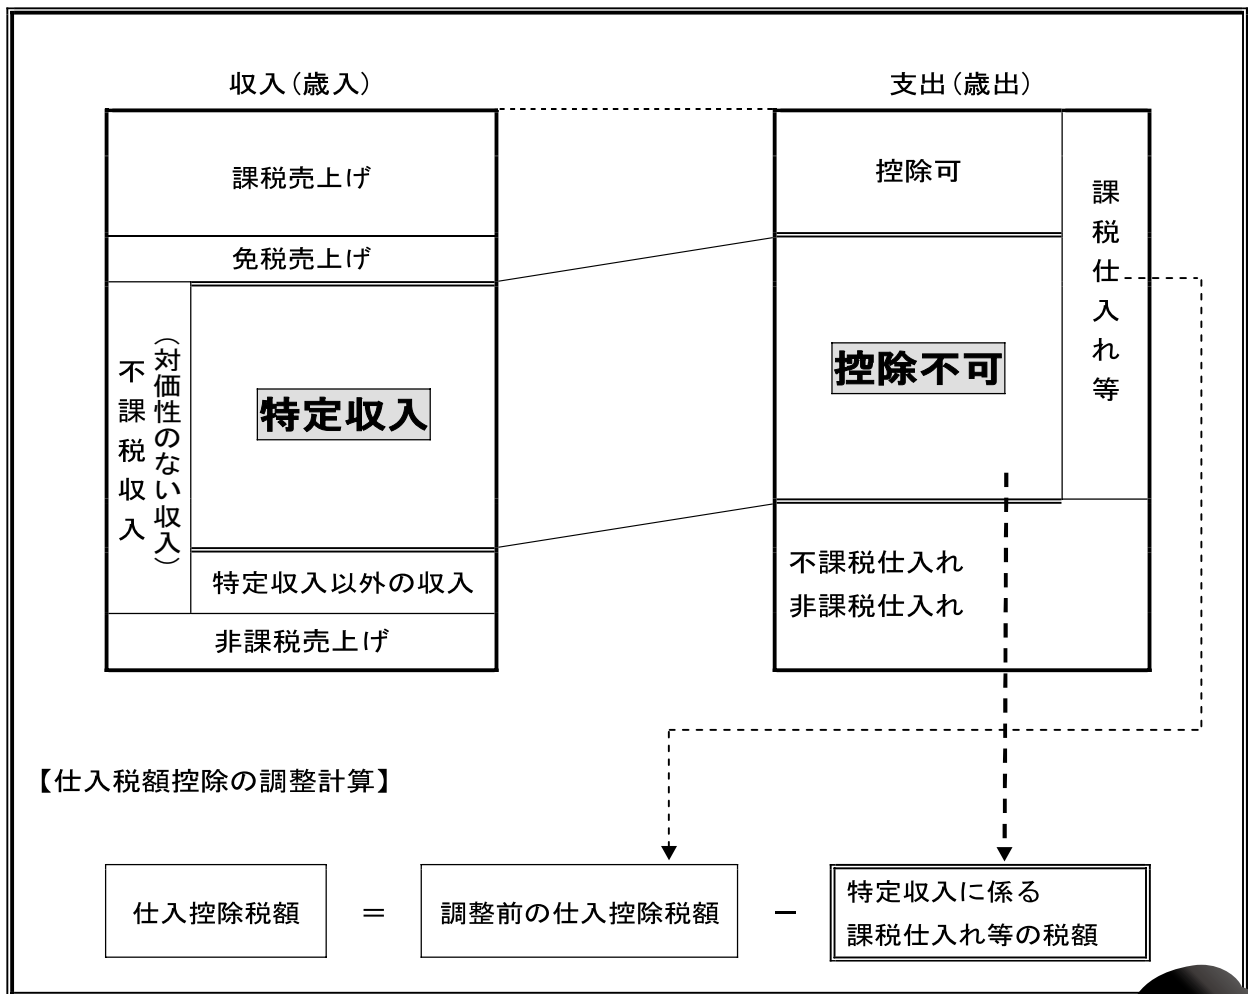 収入(歳入)
課税売上げ
免税売上げ
不課税収入
(対価性のない収入)
特定収入
特定収入以外の収入
非課税売上げ
支出(歳出)
控除可
控除不可
課税仕入れ等
不課税仕入れ
非課税仕入れ
【仕入税額控除の調整計算】
仕入控除税額 = 調整前の仕入控除税額 − 特定収入に係る
課税仕入れ等の税額